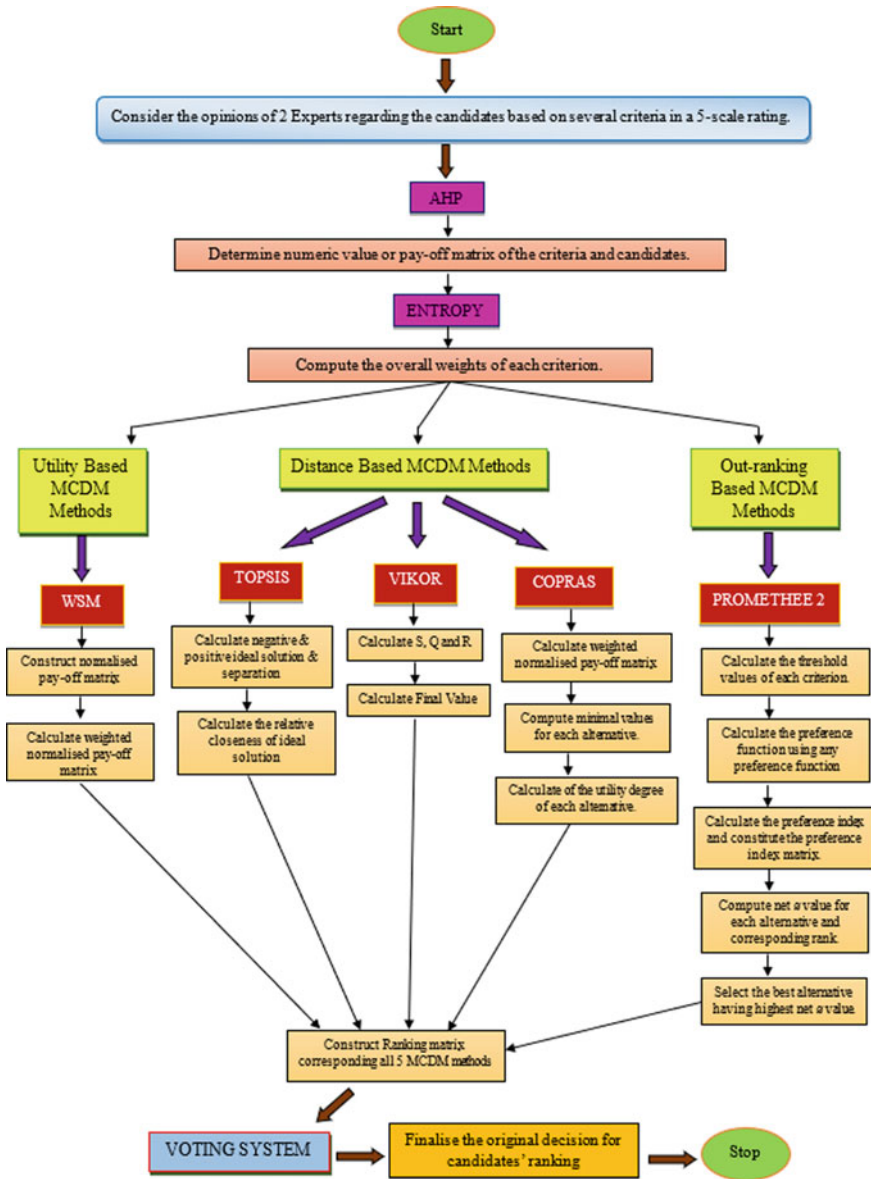 Start
Consider the opinions of 2 Experts regarding the candidates based on several criteria in a 5-scale rating.
AHP
Determine numeric value or pay-off matrix of the criteria and candidates.
ENTROPY
Compute the overall weights of each criterion.
Utility Based
MCDM
Methods
Distance Based MCDM Methods
Out-ranking
Based MCDM
Methods
WSM
Construct normalised
pay-off matrix
Calculate weighted
normalised pay-off
matrix
TOPSIS
Calculate negative &
positive ideal solution &
separation
Calculate the relative
closeness of ideal
solution
VIKOR
Calculate S, Q and R
Calculate Final Value
COPRAS
Calculate weighted
normalised pay-off matrix
Compute minimal values
for each alternative.
Calculate of the utility degree
of each alternative.
PROMETHEE 2
Calculate the threshold
values of each criterion.
Calculate the preference
function using any
preference function
Calculate the preference index
and constitute the preference
index matrix.
Compute net ø value for
each alternative and
corresponding rank.
Select the best alternative
having highest net ø value.
Construct Ranking matrix
corresponding all 5 MCDM methods
VOTING SYSTEM
Finalise the original decision for
candidates' ranking
Stop